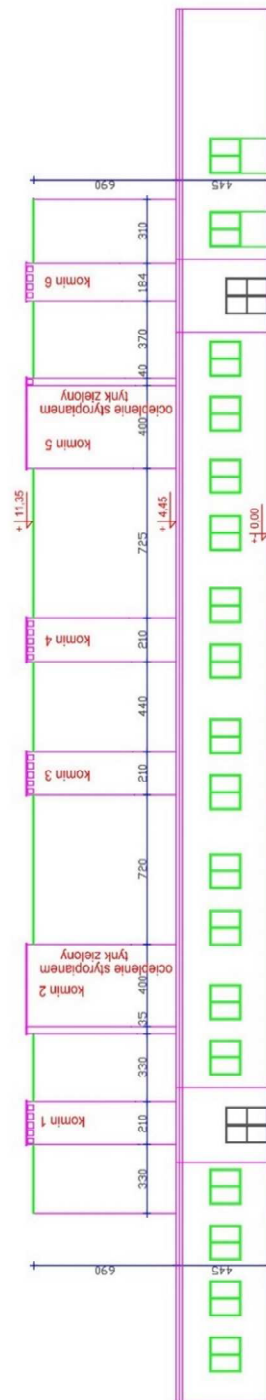 690
445
310
komin 6
184
370
40
ocieplenie styropianem
tynk zielony
400
komin 5
+ 11,35
+ 4.45
+ 0.00
725
komin 4
210
440
komin 3
210
720
ocieplenie styropianem
tynk zielony
komin 2
400
35
330
komin 1
210
330
690
445